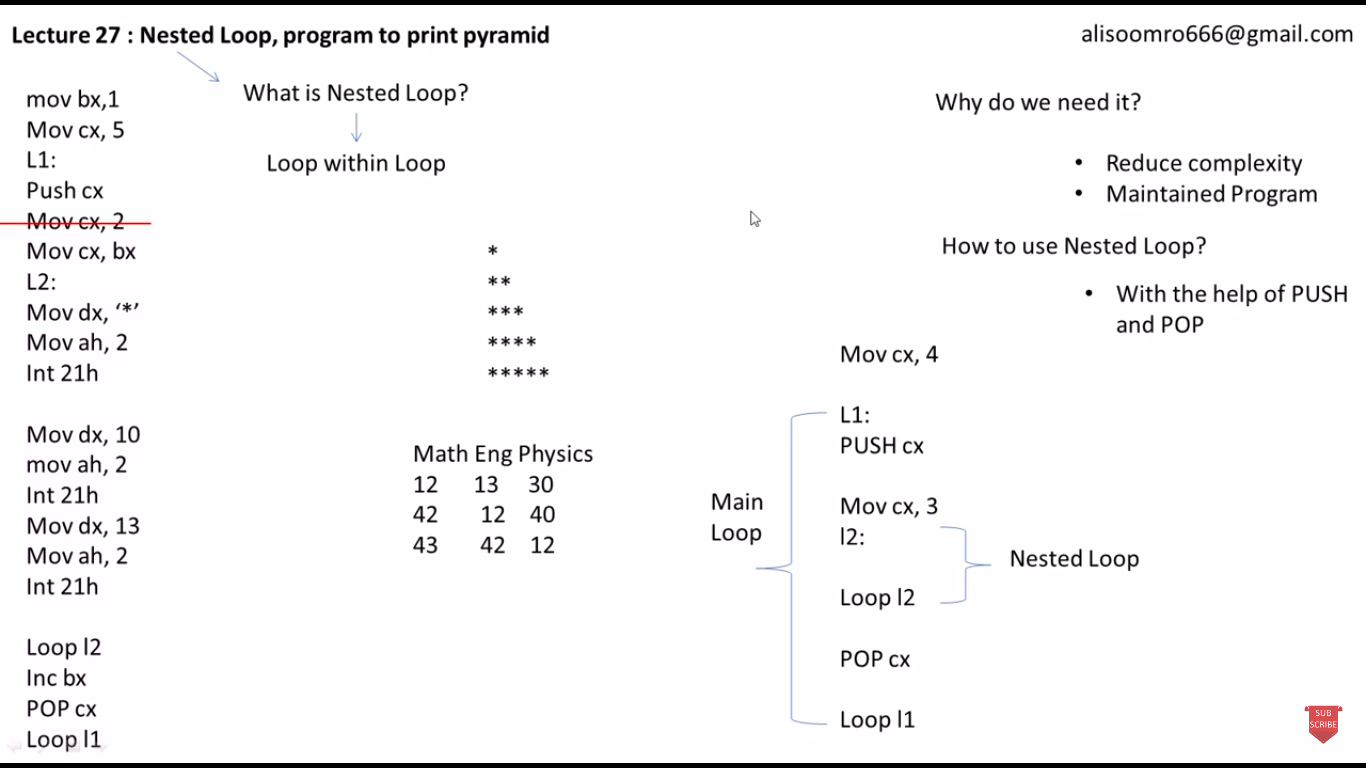 Lecture 27 : Nested Loop, program to print pyramid
alisoomro666@gmail.com
mov bx,1
Mov cx, 5
L1:
Push cx
Mov cx, 2
Mov cx, bx
L2:
Mov dx, ‘*’
Mov ah, 2
Int 21h
Mov dx, 10
mov ah, 2
Int 21h
Mov dx, 13
Mov ah, 2
Int 21h
Loop l2
Inc bx
POP cx
Loop l1
What is Nested Loop?
Loop within Loop
*
**
***
****
*****
Math Eng Physics
12 13 30
42 12 40
43 42 12
Why do we need it?
• Reduce complexity
• Maintained Program
How to use Nested Loop?
• With the help of PUSH
and POP
Mov cx, 4
L1:
PUSH cx
Mov cx, 3
l2:
Loop l2
POP cx
Loop l1
Main
Loop
Nested Loop
SUB
SCRIBE